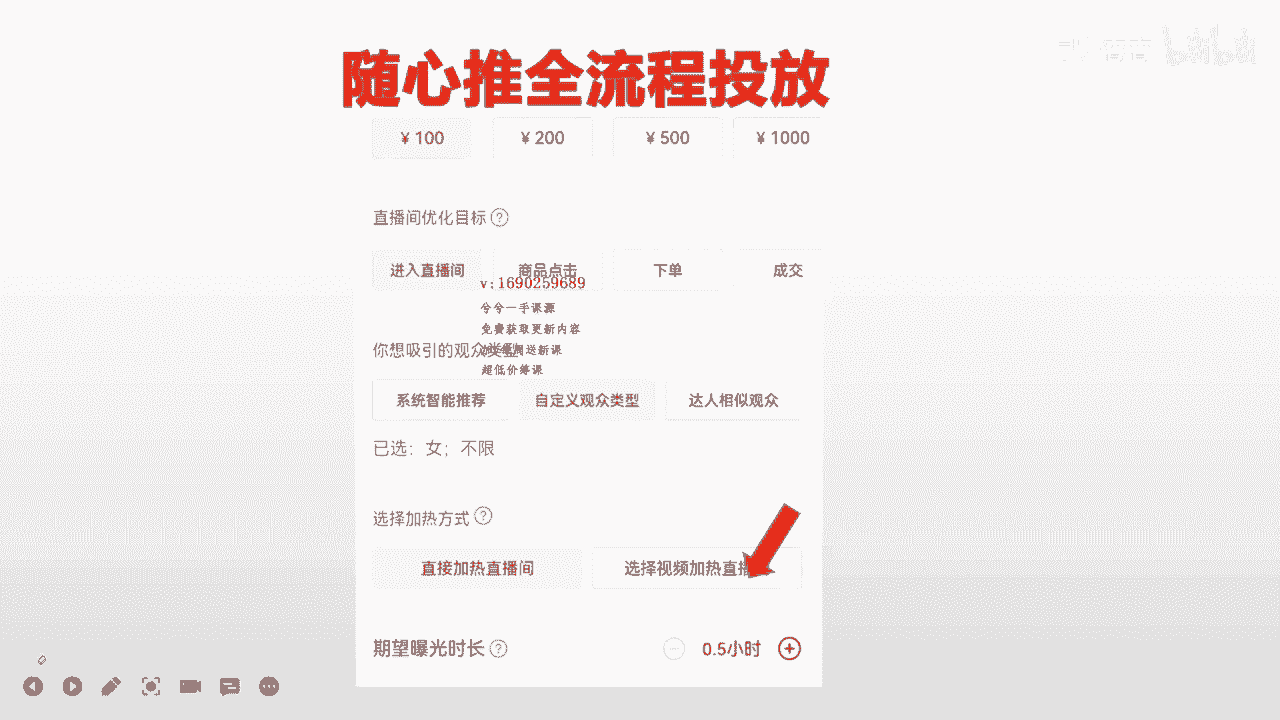 随心推全流程投放
bilibili
¥ 100 ¥ 200 ¥ 500 ¥ 1000
直播间优化目标 ?
进入直播间 商品点击 下单 成交
v:1690259689
兮兮一手课源
免费获取更新内容
你想吸引的观众类型
送新课
超低价缘课
系统智能推荐 自定义观众类型 达人相似观众
已选：女；不限
选择加热方式 ?
直接加热直播间 选择视频加热直播
期望曝光时长 ? 0.5小时